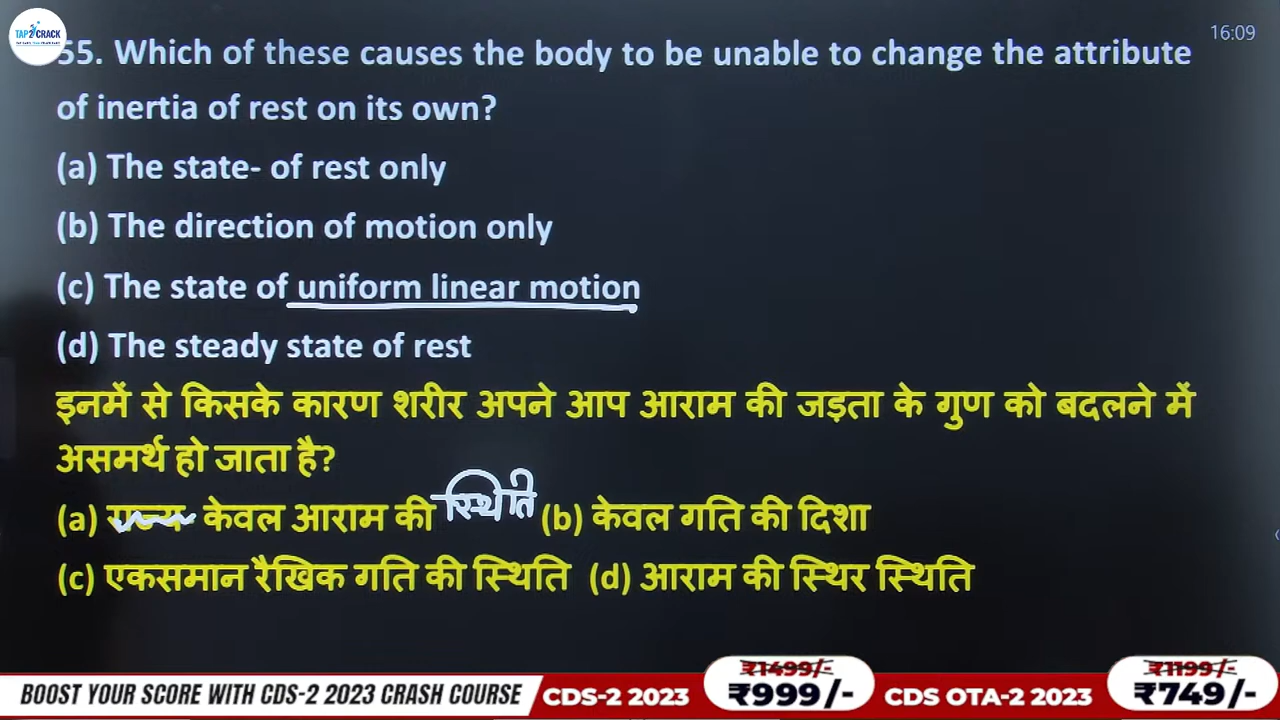 TAP2CRACK
16:09
55. Which of these causes the body to be unable to change the attribute
of inertia of rest on its own?
(a) The state- of rest only
(b) The direction of motion only
(c) The state of uniform linear motion
(d) The steady state of rest
इनमें से किसके कारण शरीर अपने आप आराम की जड़ता के गुण को बदलने में
असमर्थ हो जाता है?
(a) राज्य केवल आराम की स्थिति (b) केवल गति की दिशा
(c) एकसमान रैखिक गति की स्थिति (d) आराम की स्थिर स्थिति
BOOST YOUR SCORE WITH CDS-2 2023 CRASH COURSE CDS-2 2023 ₹1499/- ₹999/- CDS OTA-2 2023 ₹1199/- ₹749/-